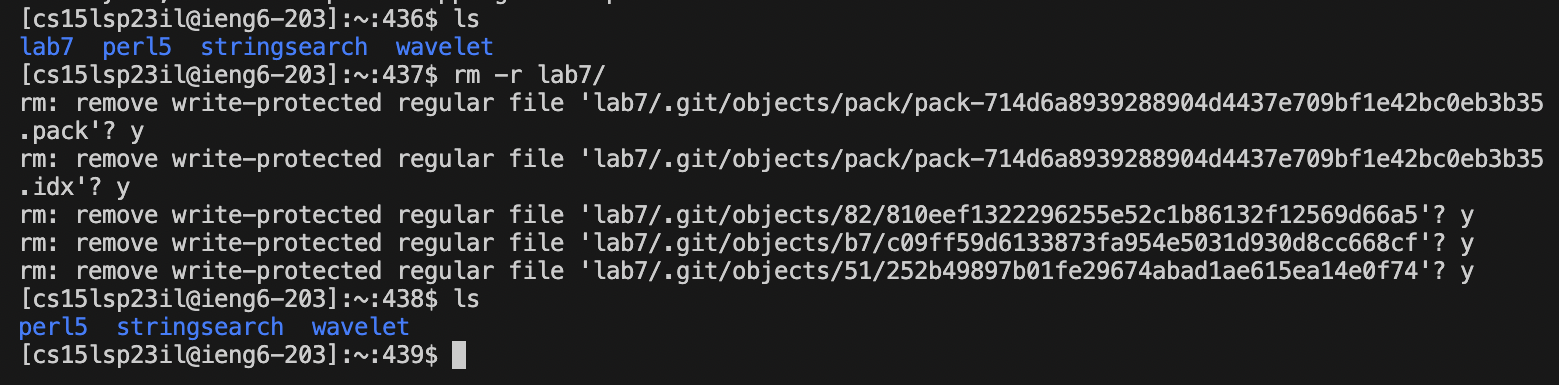 [cs15lsp23il@ieng6-203]:~:436$ ls
lab7  perl5  stringsearch  wavelet
[cs15lsp23il@ieng6-203]:~:437$ rm -r lab7/
rm: remove write-protected regular file 'lab7/.git/objects/pack/pack-714d6a8939288904d4437e709bf1e42bc0eb3b35
.pack'? y
rm: remove write-protected regular file 'lab7/.git/objects/pack/pack-714d6a8939288904d4437e709bf1e42bc0eb3b35
.idx'? y
rm: remove write-protected regular file 'lab7/.git/objects/82/810eef1322296255e52c1b86132f12569d66a5'? y
rm: remove write-protected regular file 'lab7/.git/objects/b7/c09ff59d6133873fa954e5031d930d8cc668cf'? y
rm: remove write-protected regular file 'lab7/.git/objects/51/252b49897b01fe29674abad1ae615ea14e0f74'? y
[cs15lsp23il@ieng6-203]:~:438$ ls
perl5  stringsearch  wavelet
[cs15lsp23il@ieng6-203]:~:439$